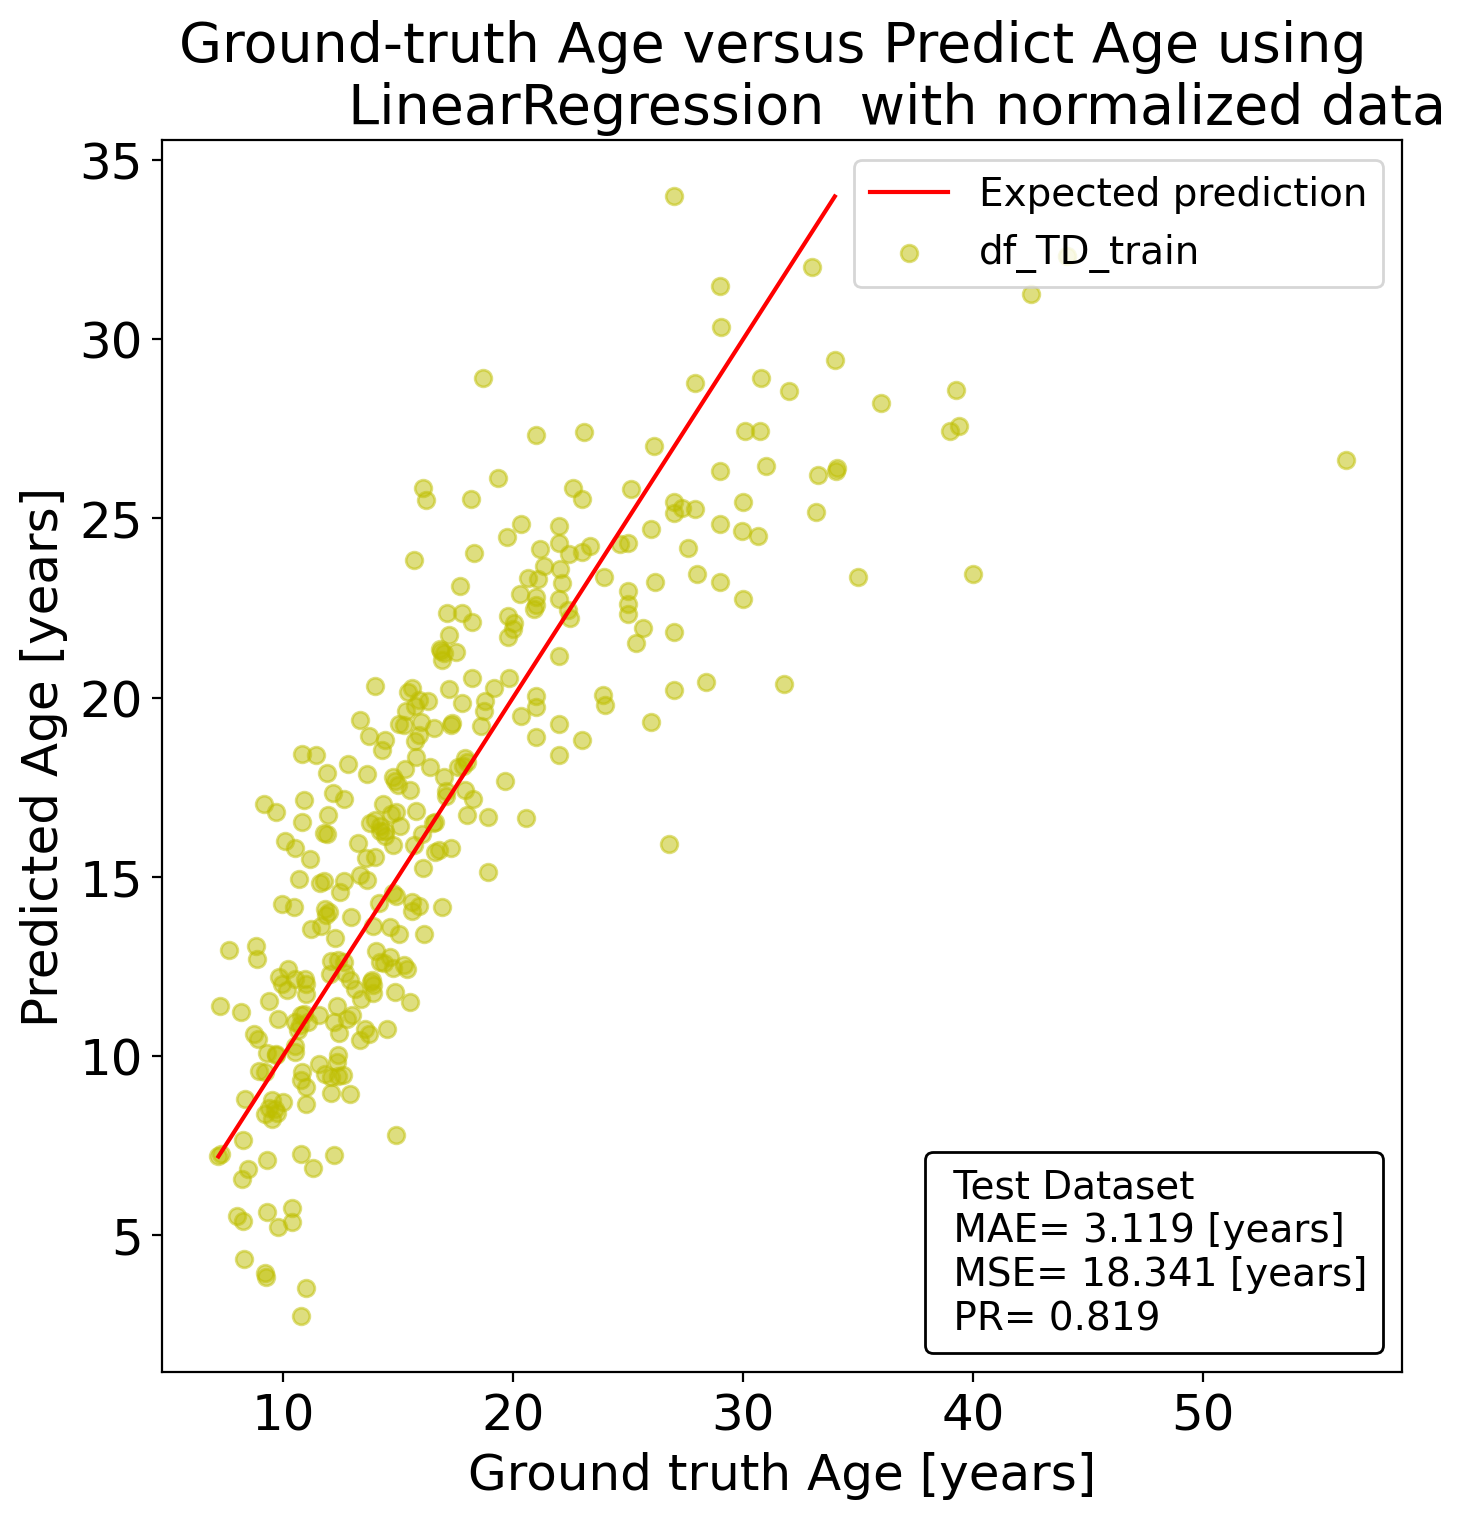 Ground-truth Age versus Predict Age using
LinearRegression  with normalized data
Expected prediction
df_TD_train
35
30
25
20
15
10
5
Predicted Age [years]
Test Dataset
MAE= 3.119 [years]
MSE= 18.341 [years]
PR= 0.819
10 20 30 40 50
Ground truth Age [years]